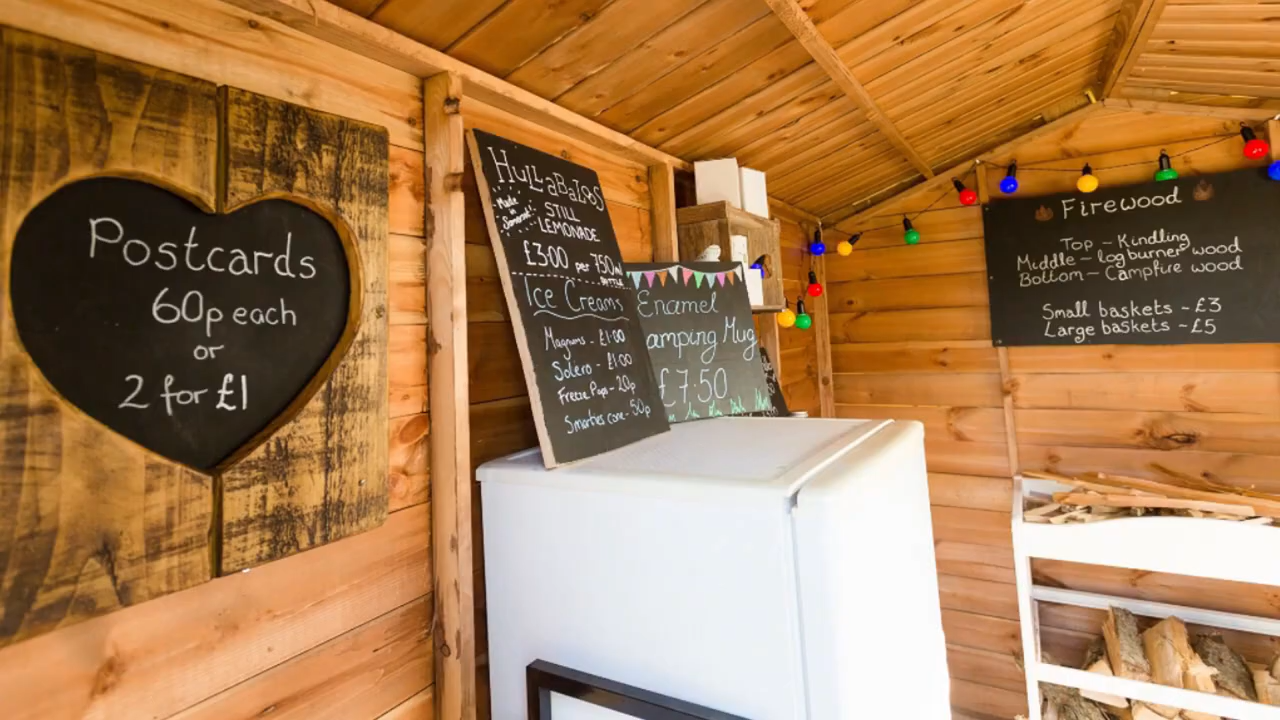 Postcards
60p each
or
2 for £1
HullaBaloos
Made
in
Somerset
STILL
LEMONADE
£3.00 per 750ml
BOTTLE
Ice Creams
Magnums - £1.00
Solero - £1.00
Freeze Pops - 20p
Smarties cone - 50p
Enamel
amping Mug
£7.50
Firewood
Top - Kindling
Middle - log burner wood
Bottom - Campfire wood
Small baskets - £3
Large baskets - £5